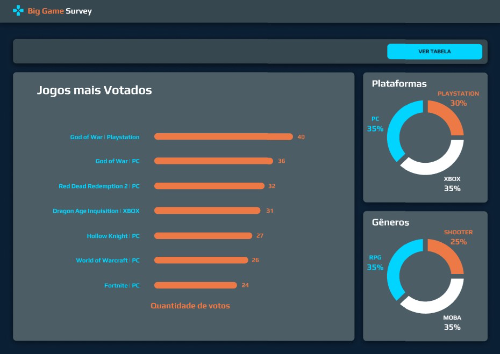 Big Game Survey
VER TABELA
Jogos mais Votados
God of War | Playstation 40
God of War | PC 36
Red Dead Redemption 2 | PC 32
Dragon Age Inquisition | XBOX 31
Hollow Knight | PC 27
World of Warcraft | PC 26
Fortnite | PC 24
Quantidade de votos
Plataformas
PLAYSTATION
30%
PC
35%
XBOX
35%
Gêneros
SHOOTER
25%
RPG
35%
MOBA
35%